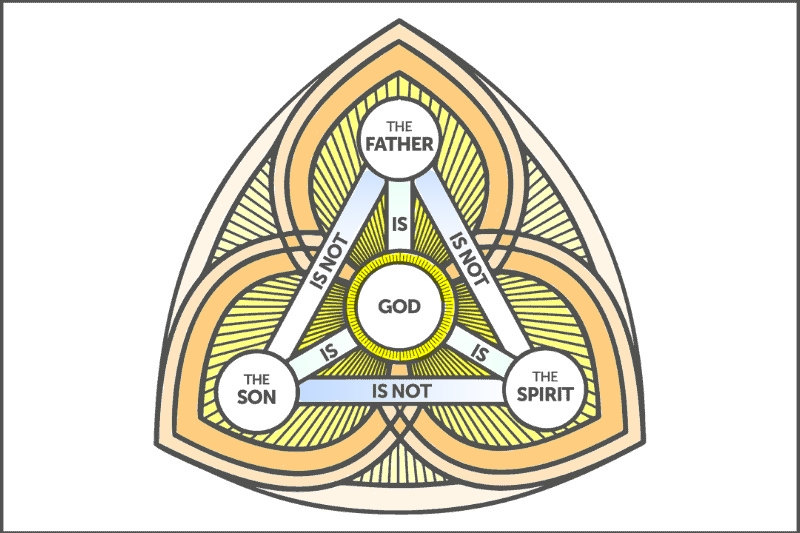 THE
FATHER
IS
IS NOT
IS NOT
GOD
IS
IS
THE
SON
IS NOT
THE
SPIRIT